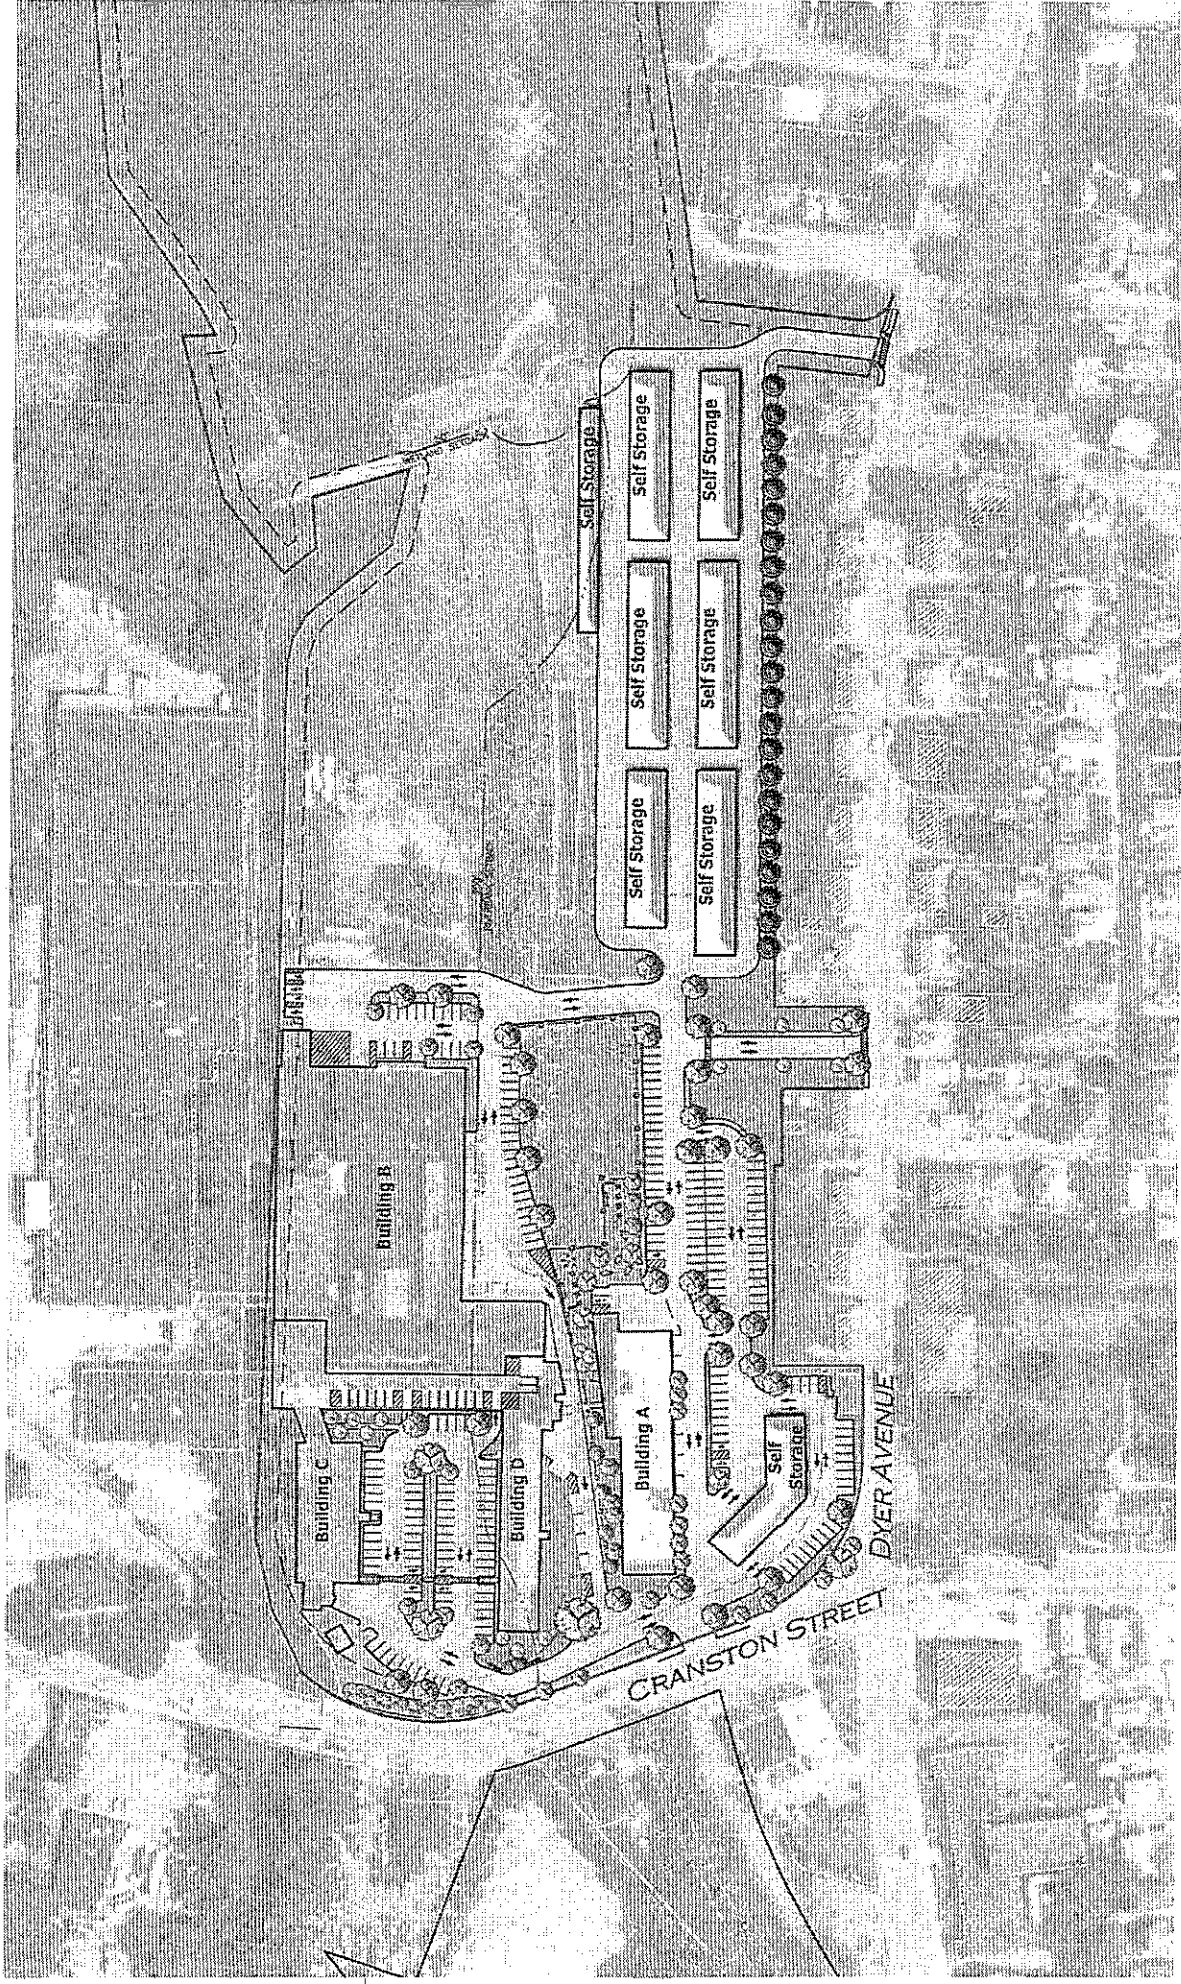 Self Storage
Self Storage
Self Storage
Self Storage
Self Storage
Self Storage
Self Storage
Building B
Building C
Building D
Building A
Self
Storage
DYER AVENUE
CRANSTON STREET